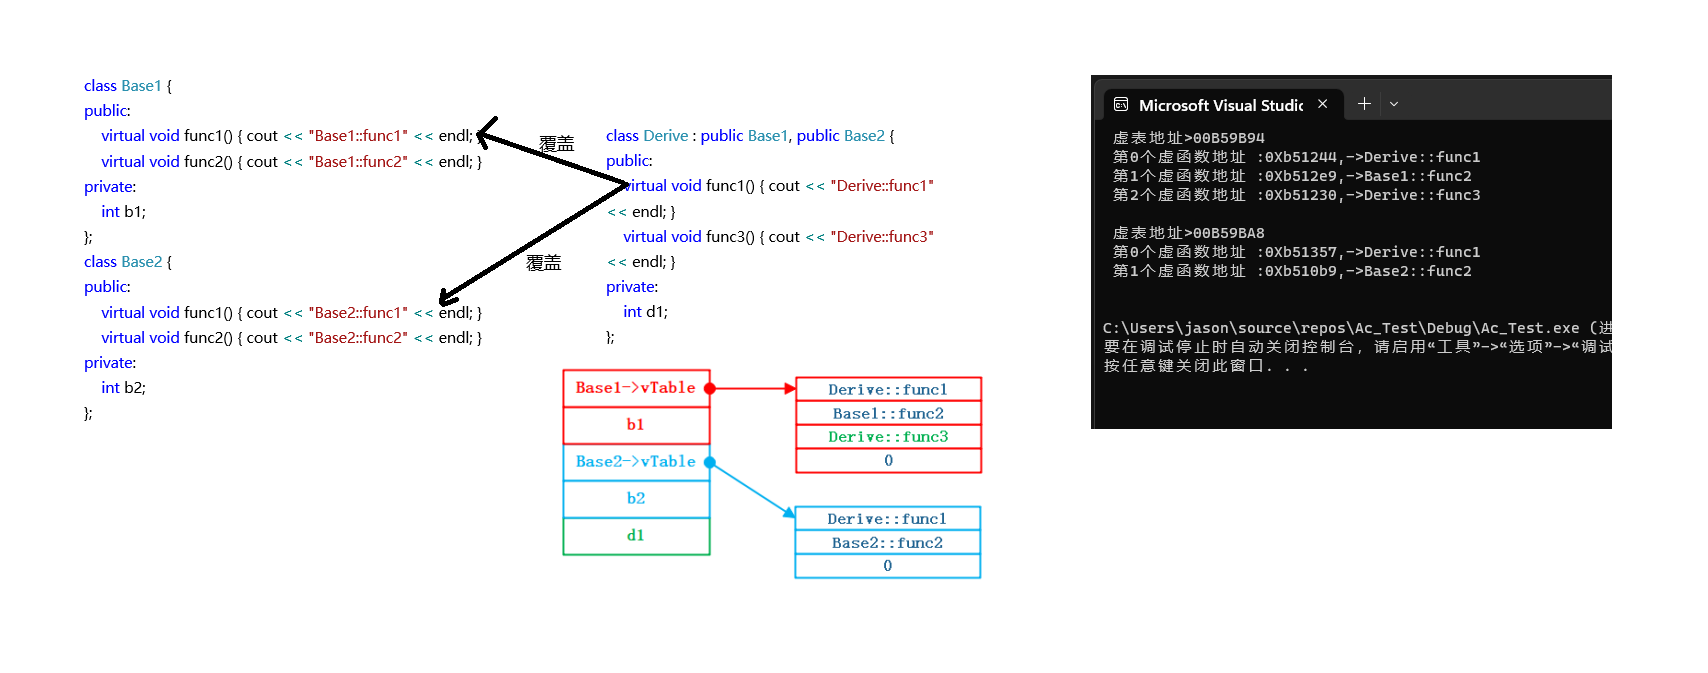 class Base1 {
public:
virtual void func1() { cout << "Base1::func1" << endl; }
virtual void func2() { cout << "Base1::func2" << endl; }
private:
int b1;
};
class Base2 {
public:
virtual void func1() { cout << "Base2::func1" << endl; }
virtual void func2() { cout << "Base2::func2" << endl; }
private:
int b2;
};
覆盖
覆盖
class Derive : public Base1, public Base2 {
public:
virtual void func1() { cout << "Derive::func1"
<< endl; }
virtual void func3() { cout << "Derive::func3"
<< endl; }
private:
int d1;
};
Base1->vTable
b1
Base2->vTable
b2
d1
Derive::func1
Base1::func2
Derive::func3
0
Derive::func1
Base2::func2
0
Microsoft Visual Studic
虚表地址>00B59B94
第0个虚函数地址 :0Xb51244,->Derive::func1
第1个虚函数地址 :0Xb512e9,->Base1::func2
第2个虚函数地址 :0Xb51230,->Derive::func3
虚表地址>00B59BA8
第0个虚函数地址 :0Xb51357,->Derive::func1
第1个虚函数地址 :0Xb510b9,->Base2::func2
C:\Users\jason\source\repos\Ac_Test\Debug\Ac_Test.exe (进
要在调试停止时自动关闭控制台，请启用“工具”->“选项”->“调试
按任意键关闭此窗口. . .